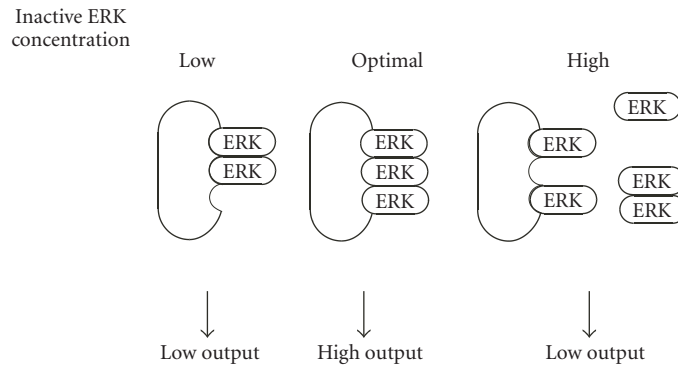 Inactive ERK
concentration
Low
Optimal
High
ERK
ERK
ERK
ERK
ERK
ERK
ERK
ERK
ERK
ERK
Low output
High output
Low output